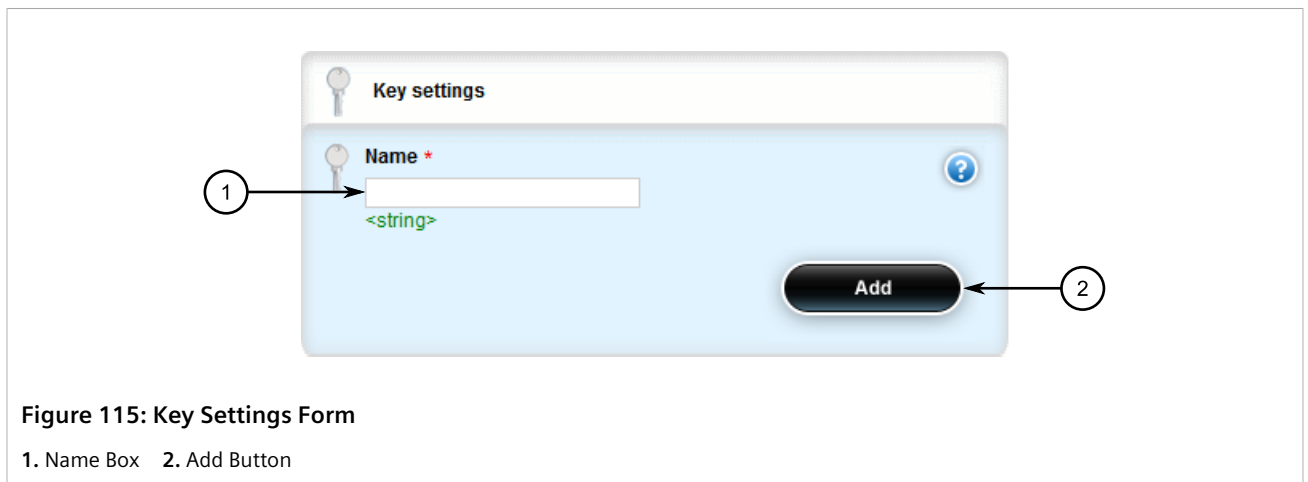 Key settings
Name *
?
1
<string>
Add
2
Figure 115: Key Settings Form
1. Name Box 2. Add Button